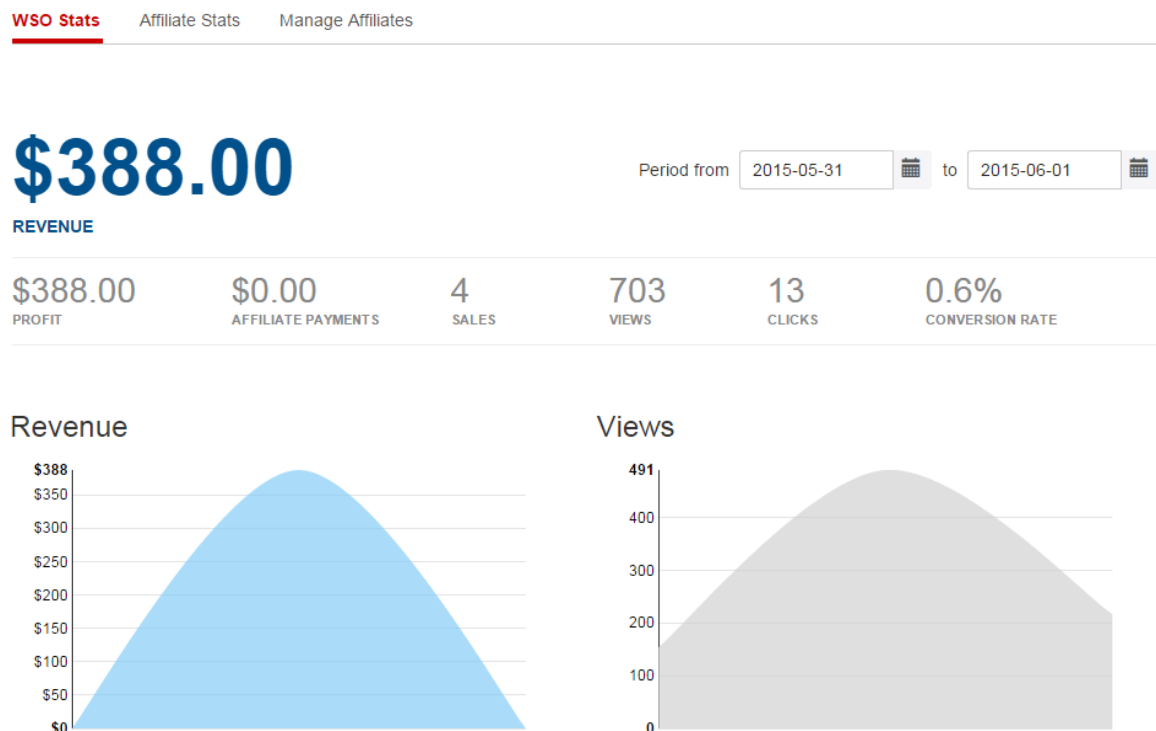 WSO Stats Affiliate Stats Manage Affiliates
$388.00
REVENUE
Period from 2015-05-31 to 2015-06-01
$388.00 $0.00 4 703 13 0.6%
PROFIT AFFILIATE PAYMENTS SALES VIEWS CLICKS CONVERSION RATE
Revenue
$388
$350
$300
$250
$200
$150
$100
$50
$0
Views
491
400
300
200
100
0